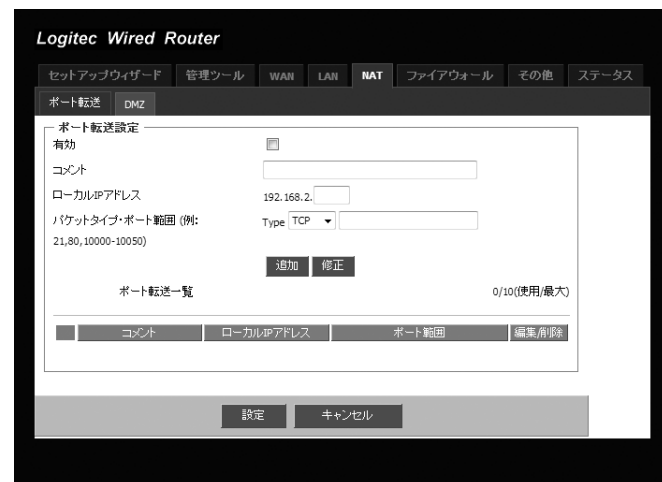 Logitec Wired Router
セットアップウィザード 管理ツール WAN LAN NAT ファイアウォール その他 ステータス
ポート転送 DMZ
ポート転送設定
有効
コメント
ローカルIPアドレス 192.168.2.
パケットタイプ・ポート範囲 (例: Type TCP
21,80,10000-10050)
追加 修正
ポート転送一覧 0/10(使用/最大)
コメント ローカルIPアドレス ポート範囲 編集/削除
設定 キャンセル